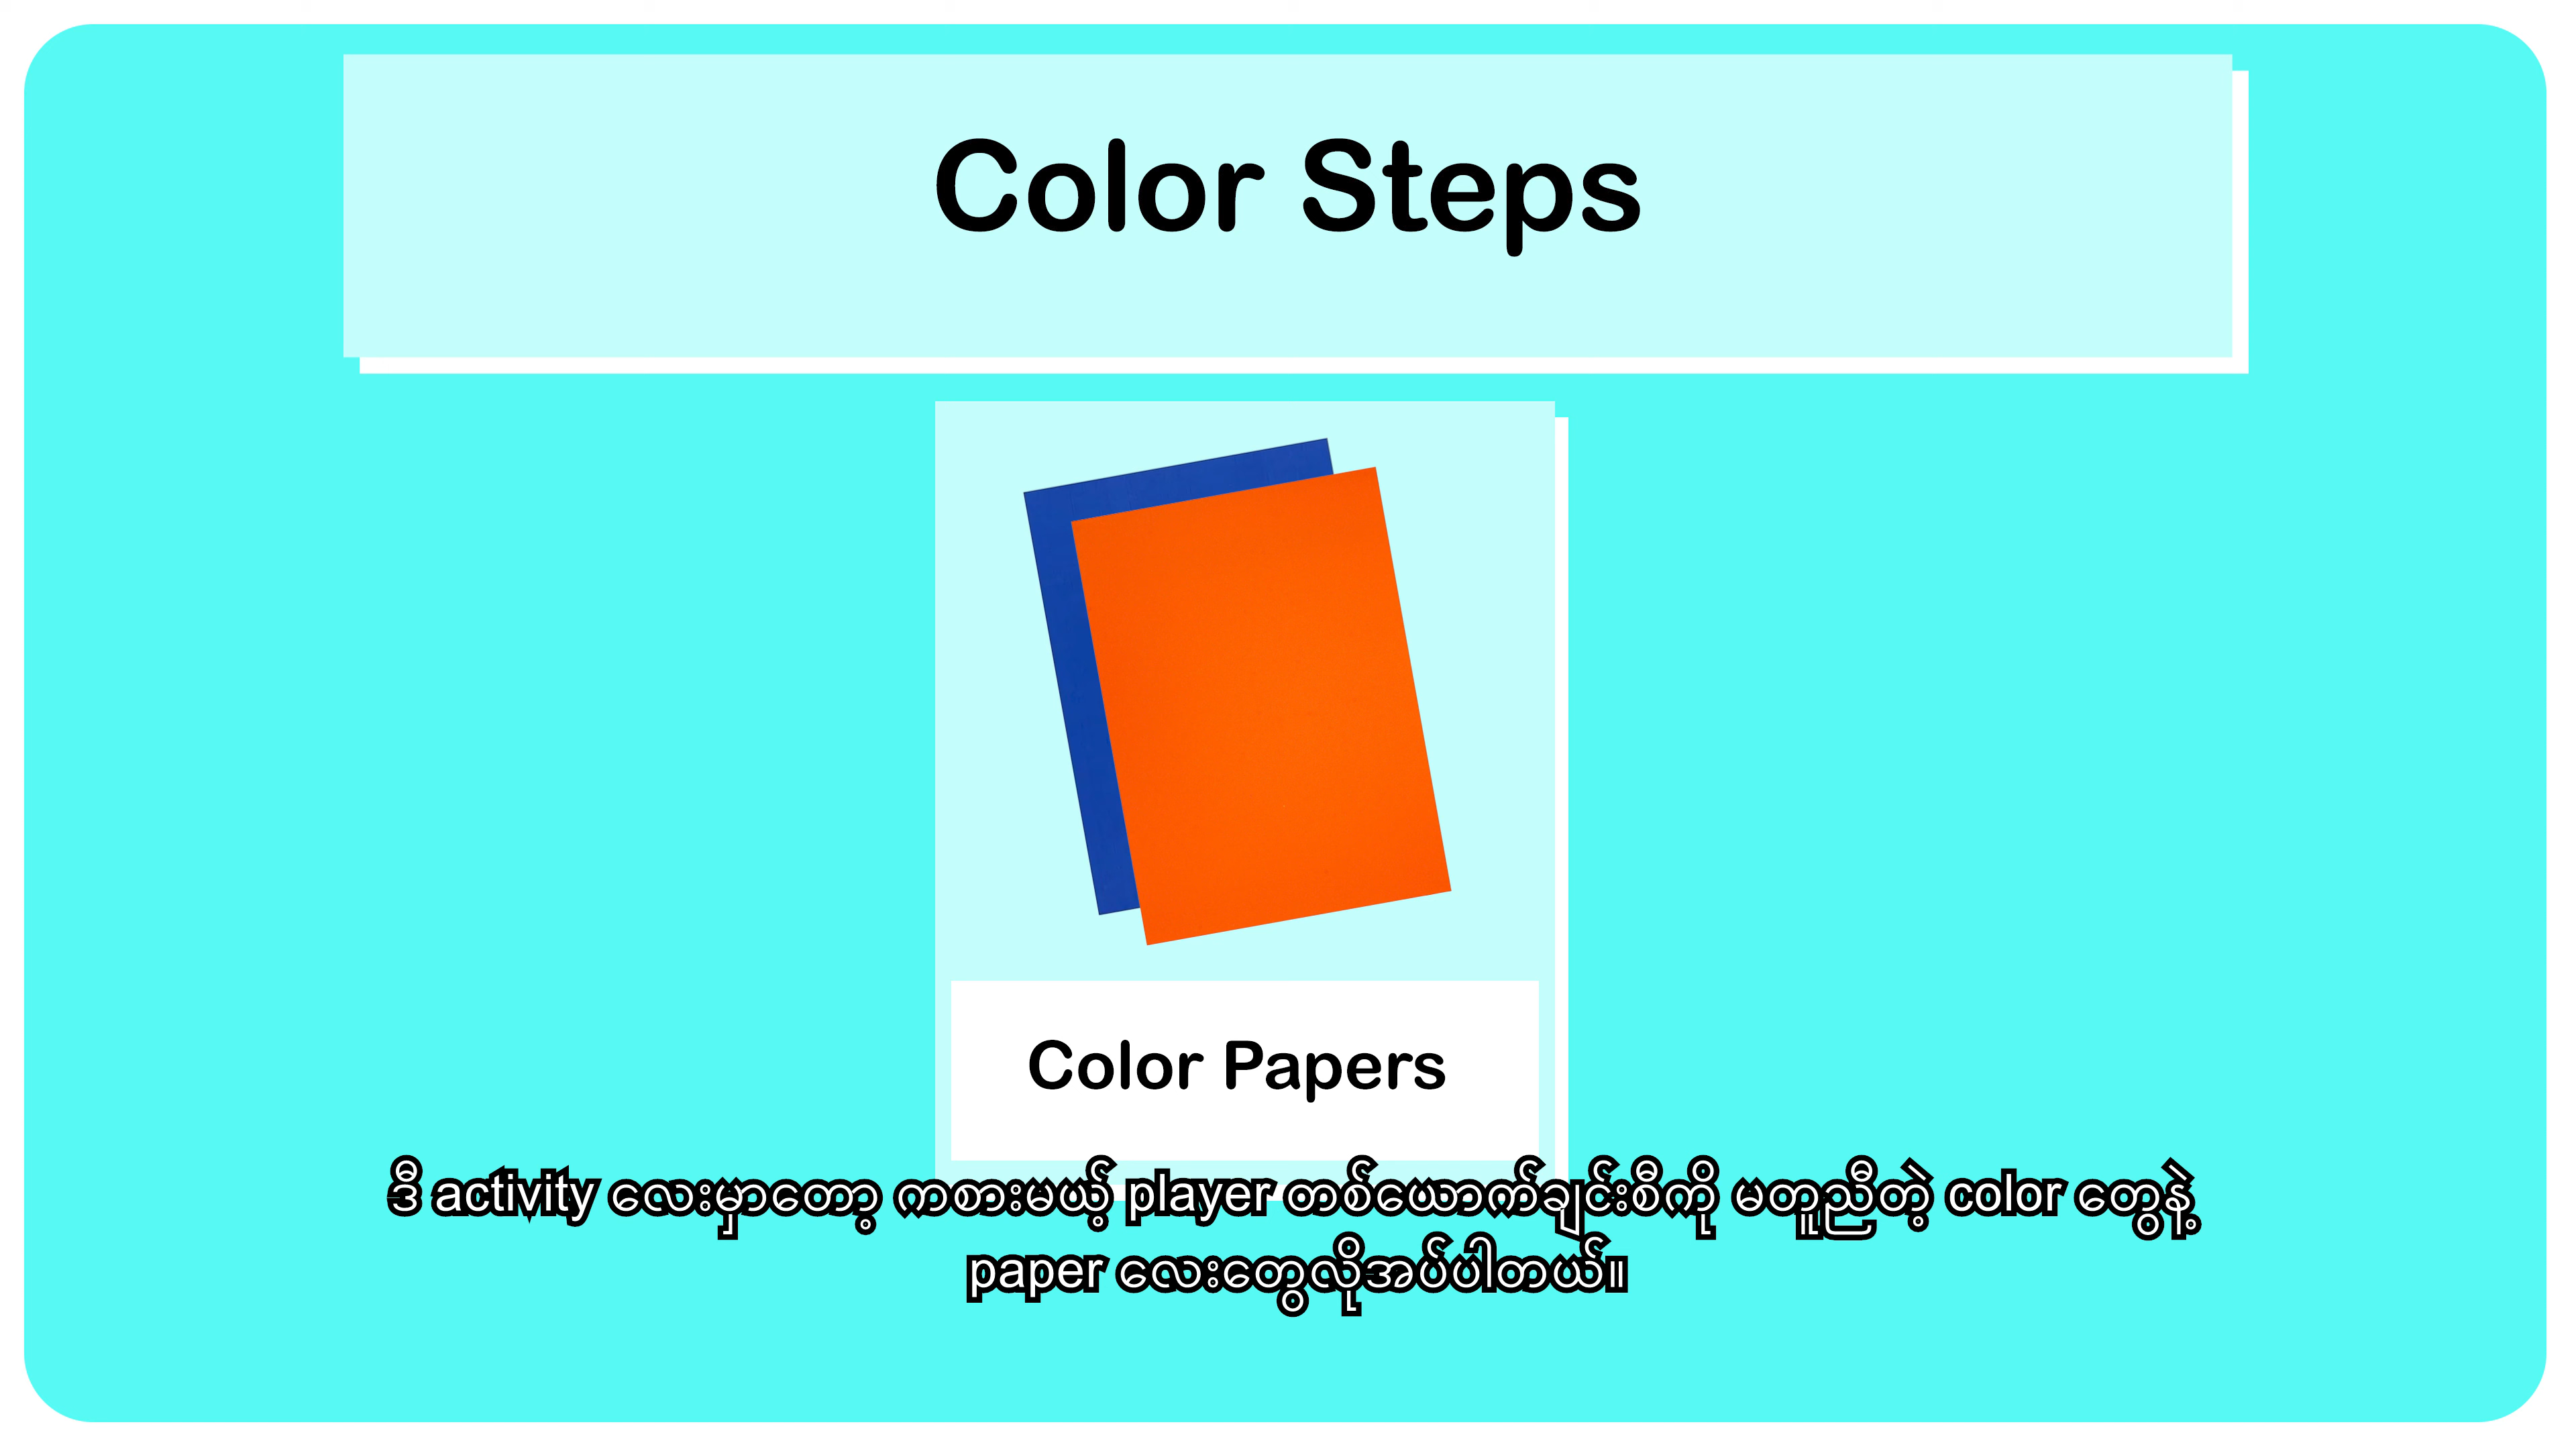 Color Steps
Color Papers
ဒီ activity လေးမှာတော့ ကစားမယ့် player တစ်ယောက်ချင်းစီကို မတူညီတဲ့ color တွေနဲ့
paper လေးတွေလိုအပ်ပါတယ်။